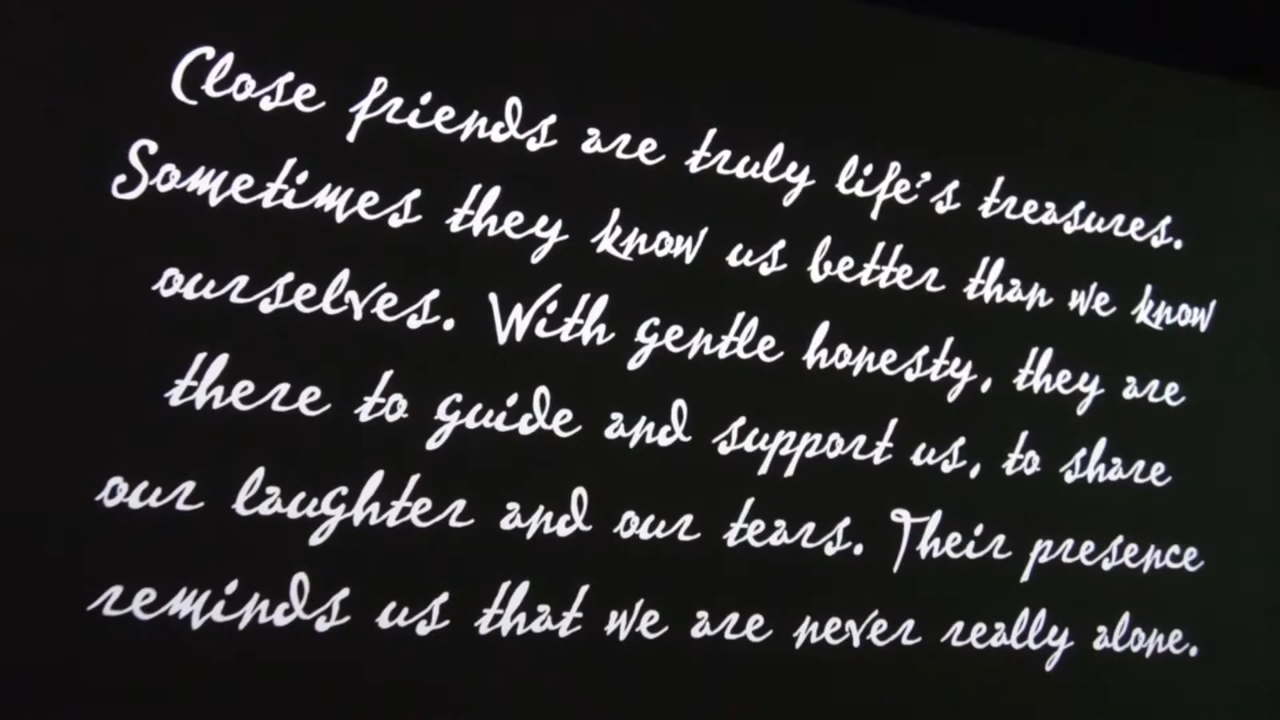 Close friends are truly life's treasures.
Sometimes they know us better than we know
ourselves. With gentle honesty, they are
there to guide and support us, to share
our laughter and our tears. Their presence
reminds us that we are never really alone.